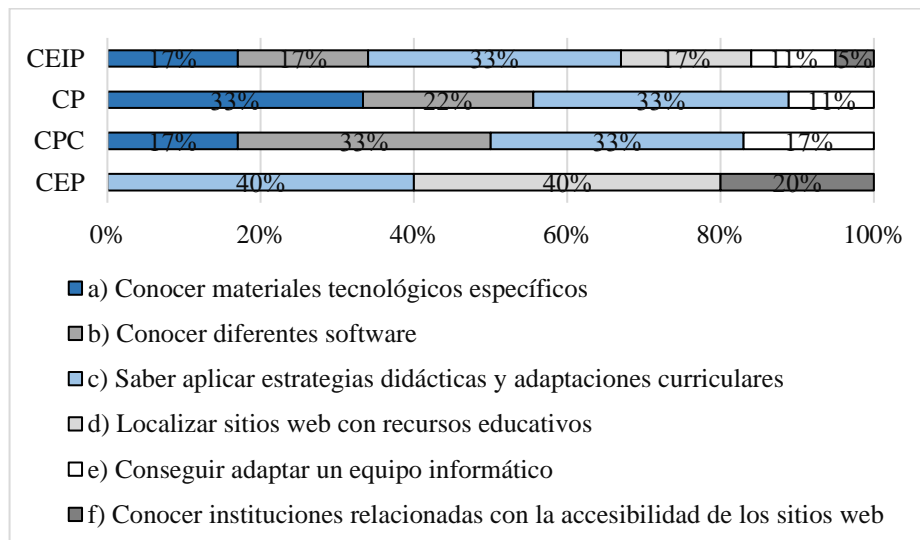 CEIP 17% 17% 33% 17% 11% 5%
CP 33% 22% 33% 11%
CPC 17% 33% 33% 17%
CEP 40% 40% 20%
0% 20% 40% 60% 80% 100%
a) Conocer materiales tecnológicos específicos
b) Conocer diferentes software
c) Saber aplicar estrategias didácticas y adaptaciones curriculares
d) Localizar sitios web con recursos educativos
e) Conseguir adaptar un equipo informático
f) Conocer instituciones relacionadas con la accesibilidad de los sitios web